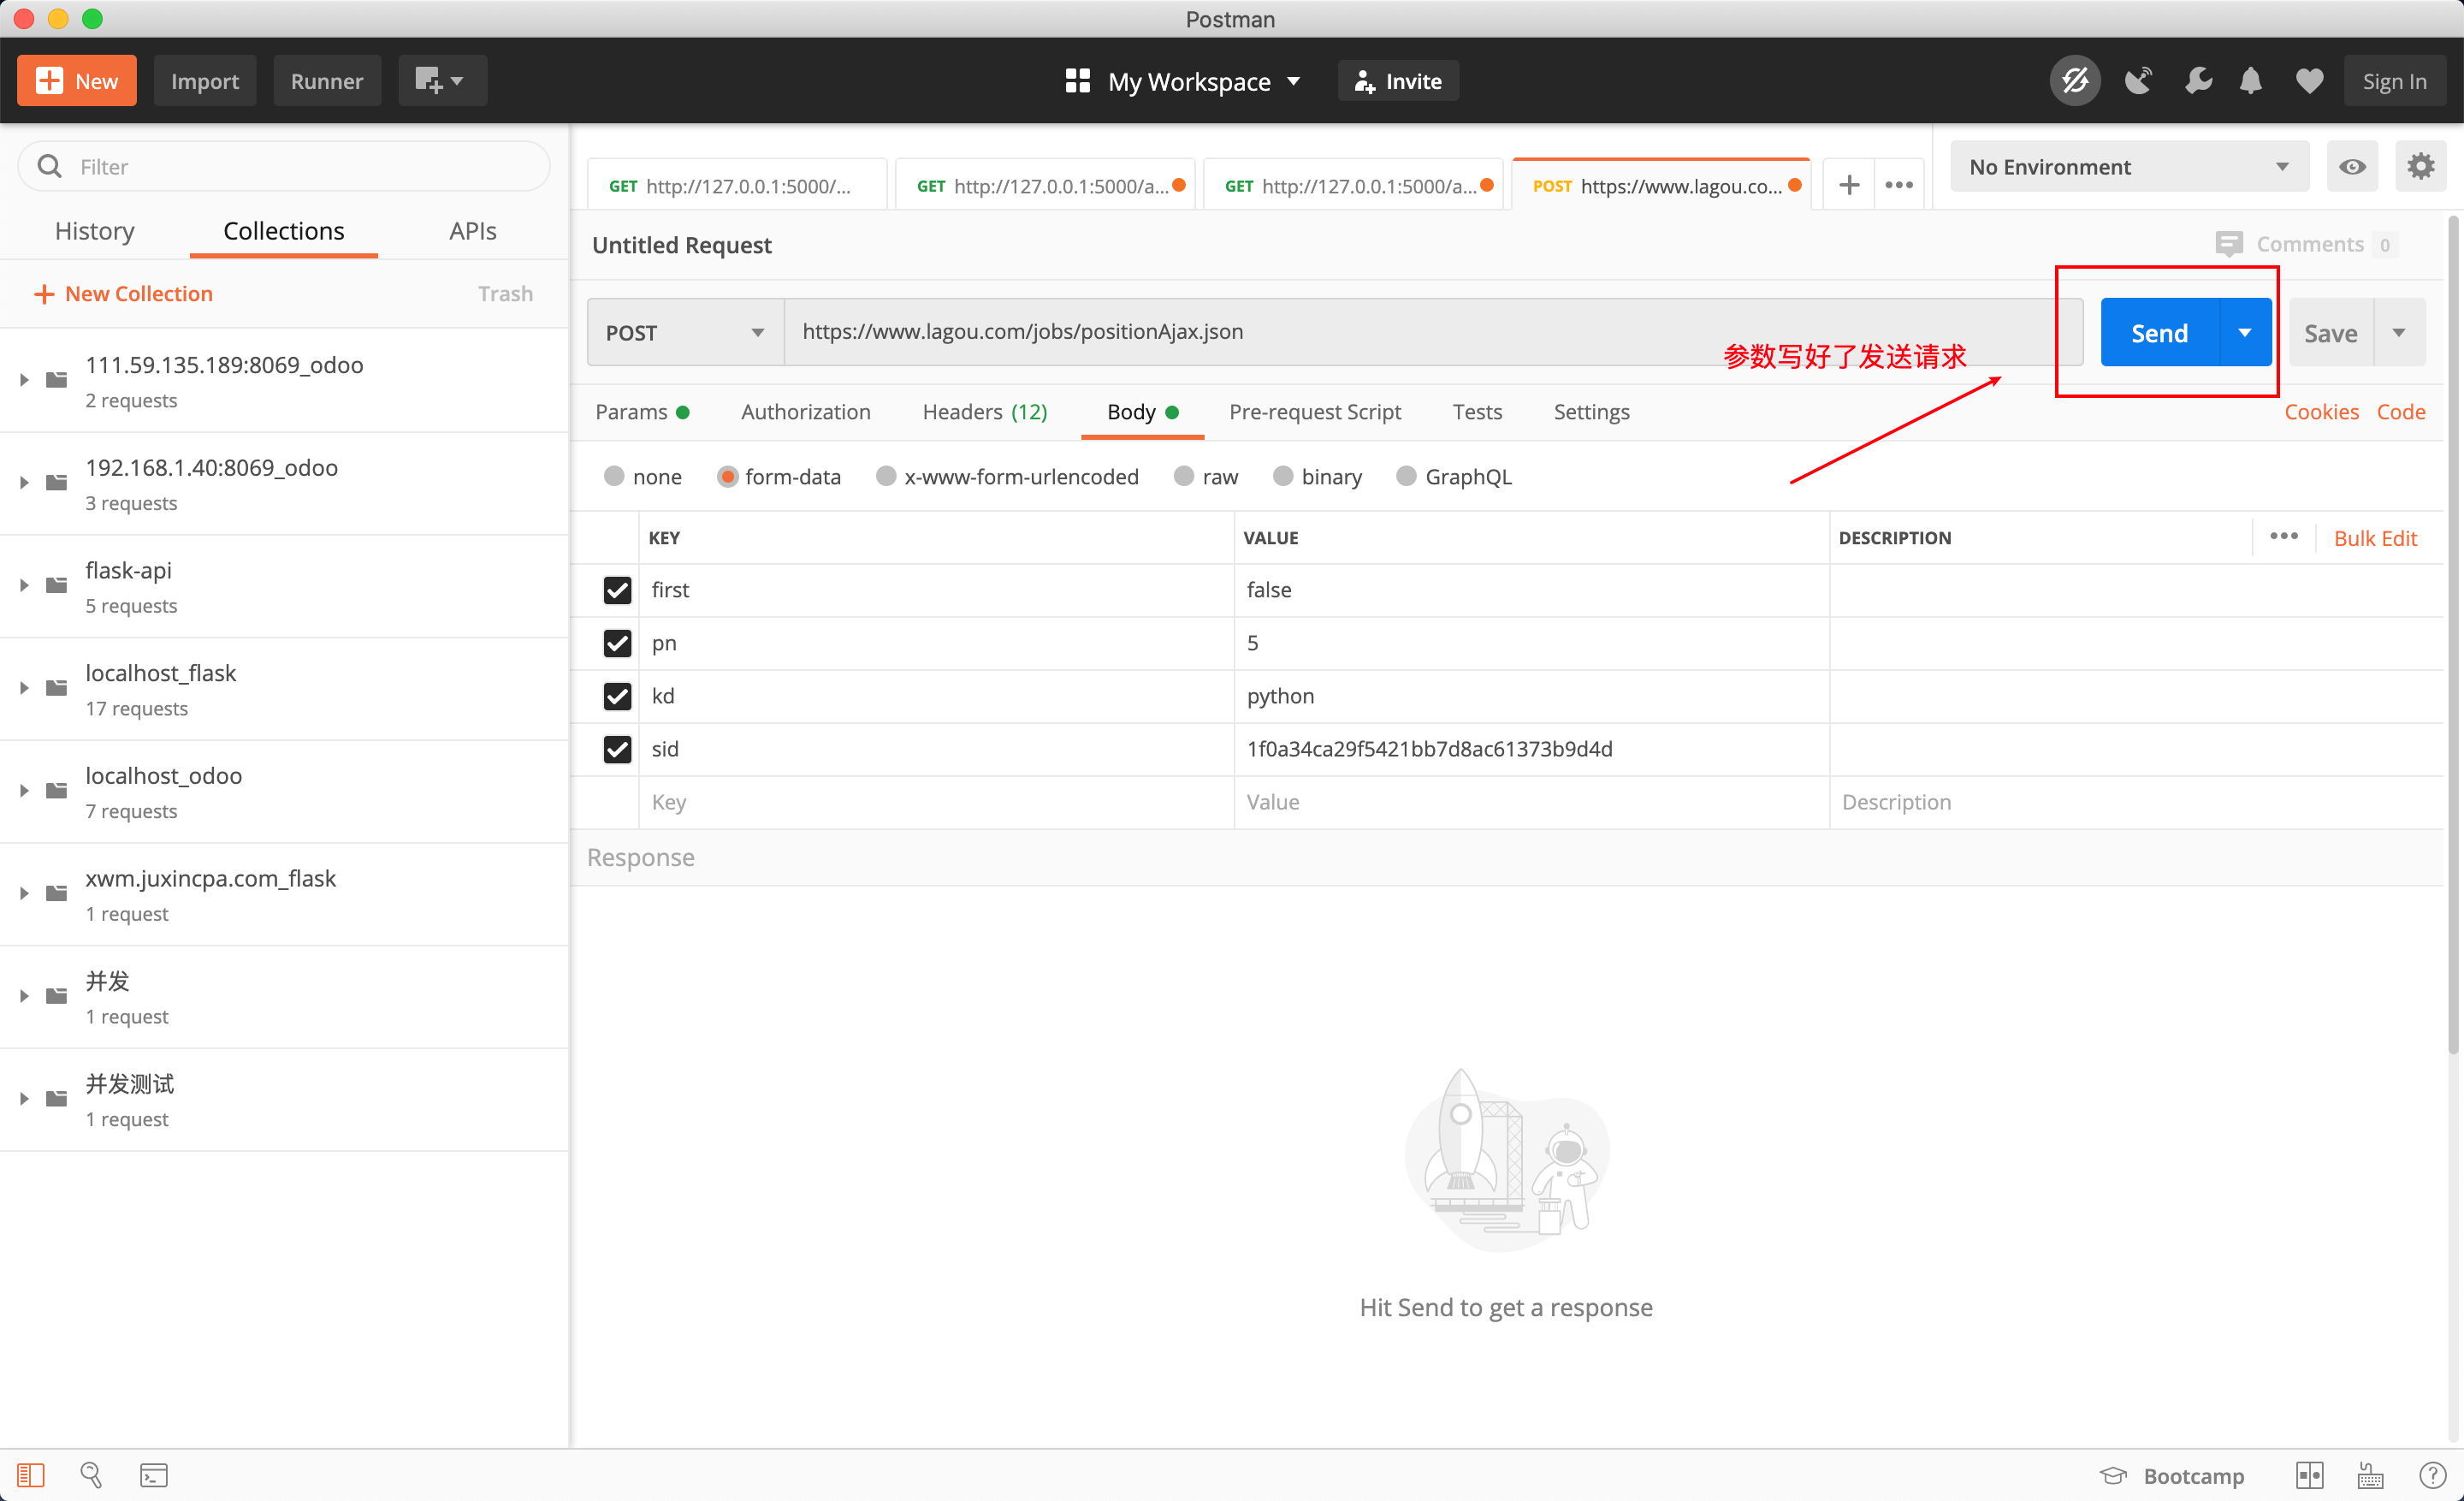 Postman
New
Import
Runner
My Workspace
Invite
Sign In
Filter
History
Collections
APIs
New Collection
Trash
111.59.135.189:8069_odoo
2 requests
192.168.1.40:8069_odoo
3 requests
flask-api
5 requests
localhost_flask
17 requests
localhost_odoo
7 requests
xwm.juxincpa.com_flask
1 request
并发
1 request
并发测试
1 request
GET http://127.0.0.1:5000/...
GET http://127.0.0.1:5000/a...
GET http://127.0.0.1:5000/a...
POST https://www.lagou.co...
No Environment
Untitled Request
Comments 0
POST
https://www.lagou.com/jobs/positionAjax.json
参数写好了发送请求
Send
Save
Params
Authorization
Headers (12)
Body
Pre-request Script
Tests
Settings
Cookies
Code
none
form-data
x-www-form-urlencoded
raw
binary
GraphQL
KEY VALUE DESCRIPTION
Bulk Edit
first false
pn 5
kd python
sid 1f0a34ca29f5421bb7d8ac61373b9d4d
Key Value Description
Response
Hit Send to get a response
Bootcamp